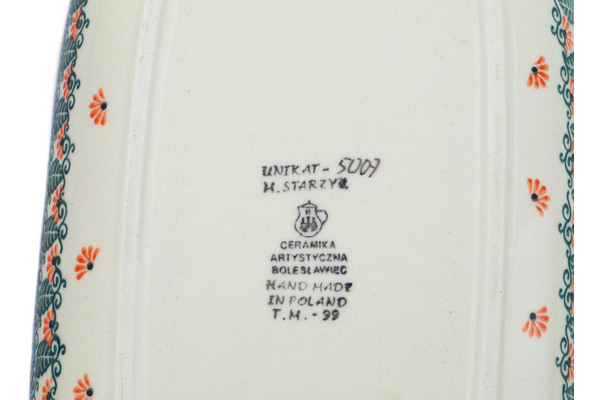 UNIKAT - 5007
M. STARZYK
CERAMIKA
ARTYSTYCZNA
BOLESŁAWIEC
HAND MADE
IN POLAND
T.M. - 99